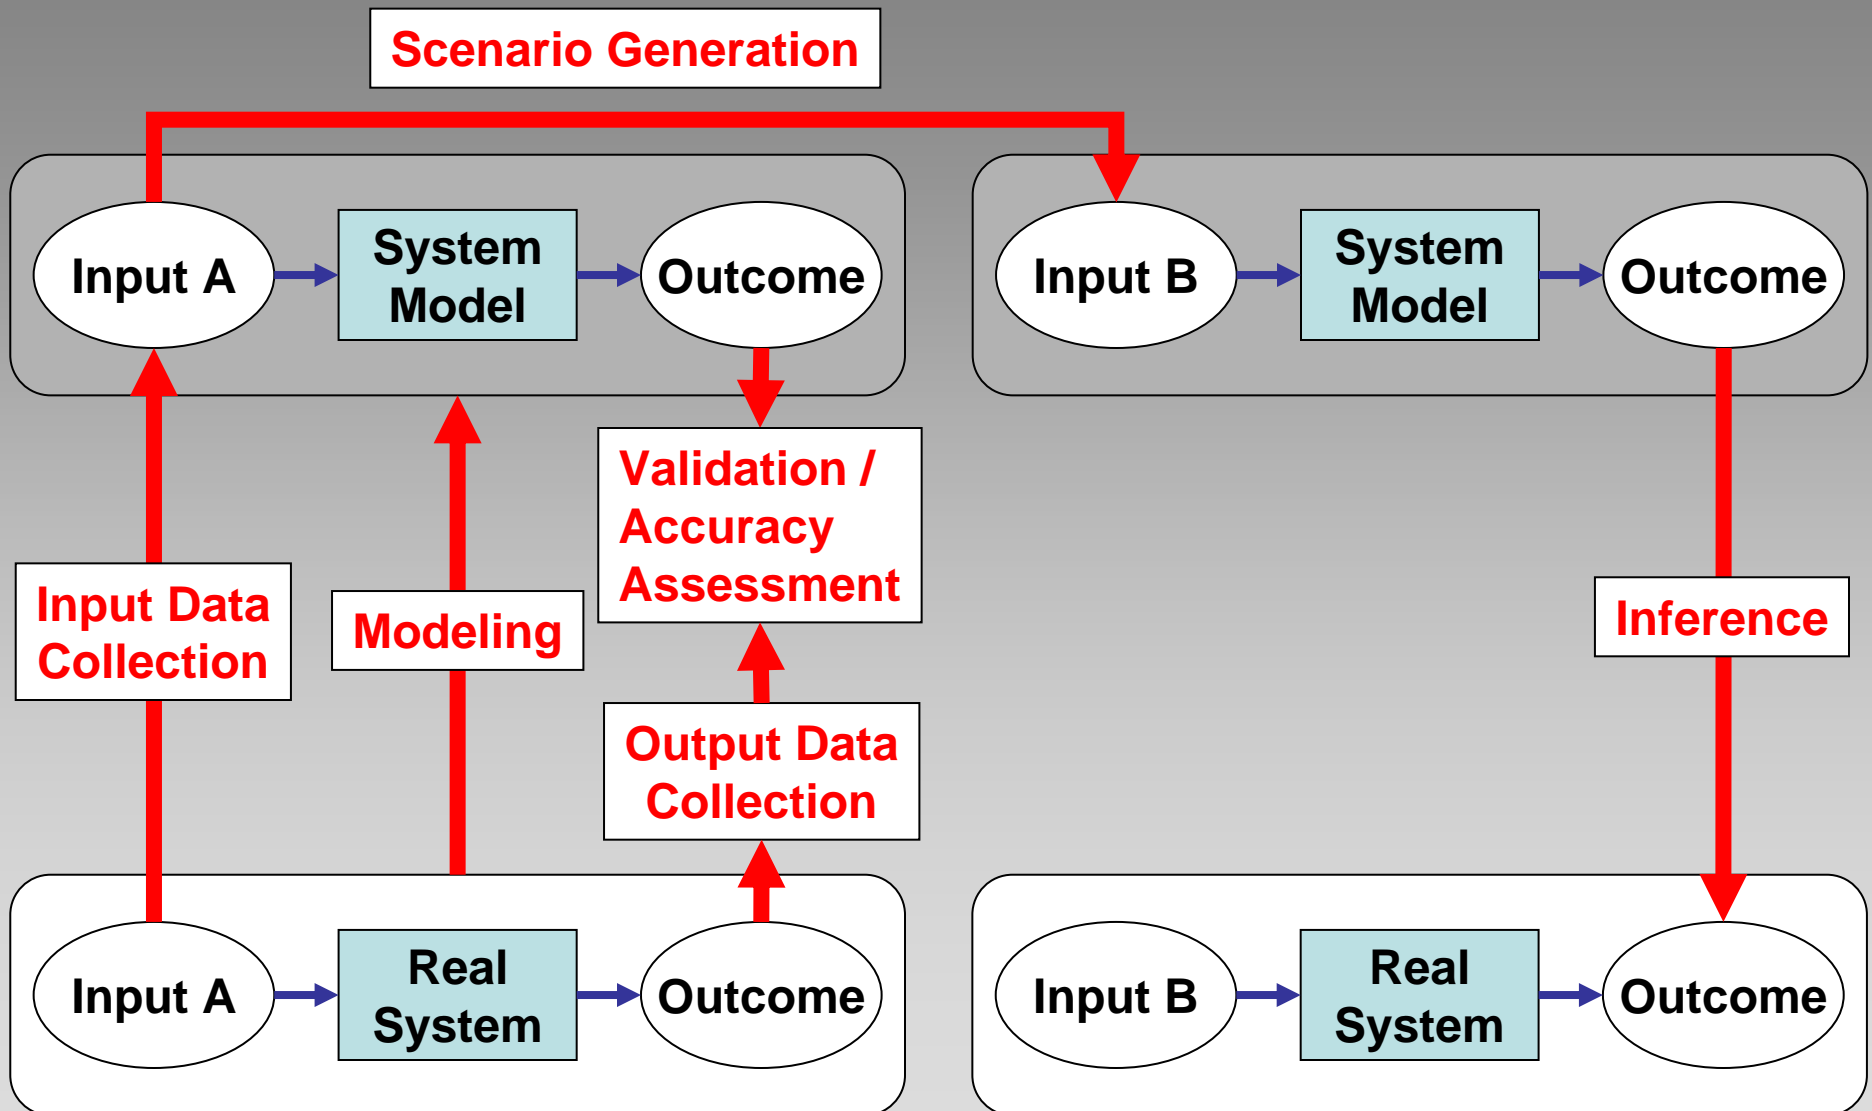 Scenario Generation
Input A
System
Model
Outcome
Input B
System
Model
Outcome
Validation /
Accuracy
Assessment
Input Data
Collection
Modeling
Inference
Output Data
Collection
Input A
Real
System
Outcome
Input B
Real
System
Outcome